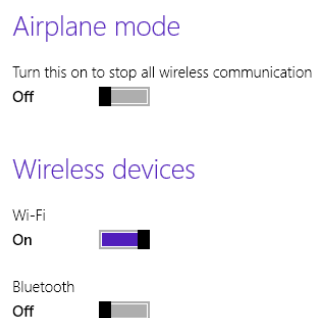 Airplane mode
Turn this on to stop all wireless communication
Off
Wireless devices
Wi-Fi
On
Bluetooth
Off